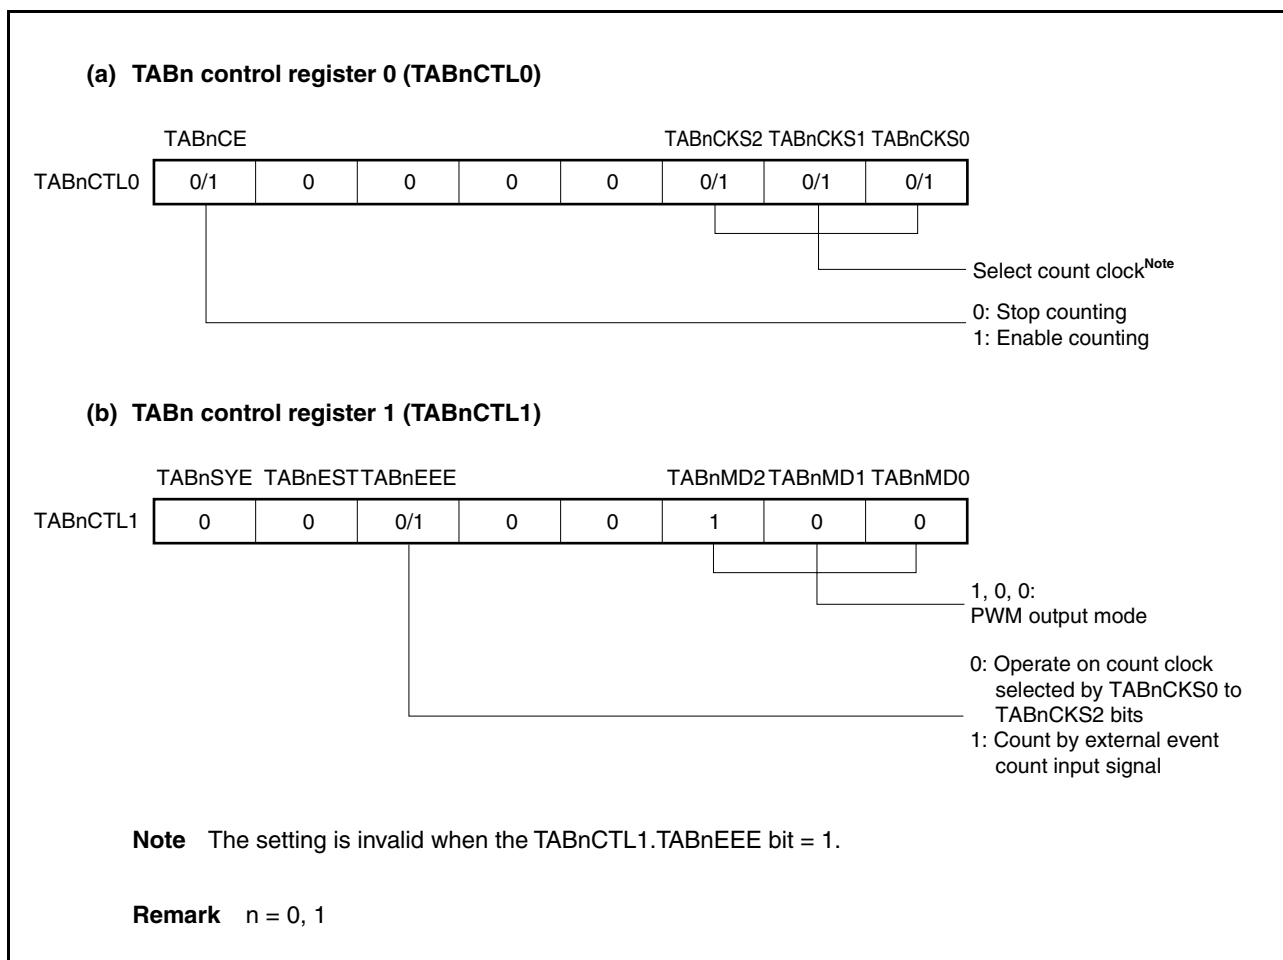 (a) TABn control register 0 (TABnCTL0)
TABnCE TABnCKS2 TABnCKS1 TABnCKS0
TABnCTL0 0/1 0 0 0 0 0/1 0/1 0/1
Select count clockNote
0: Stop counting
1: Enable counting
(b) TABn control register 1 (TABnCTL1)
TABnSYE TABnEST TABnEEE TABnMD2 TABnMD1 TABnMD0
TABnCTL1 0 0 0/1 0 0 1 0 0
1, 0, 0:
PWM output mode
0: Operate on count clock
selected by TABnCKS0 to
TABnCKS2 bits
1: Count by external event
count input signal
Note The setting is invalid when the TABnCTL1.TABnEEE bit = 1.
Remark n = 0, 1